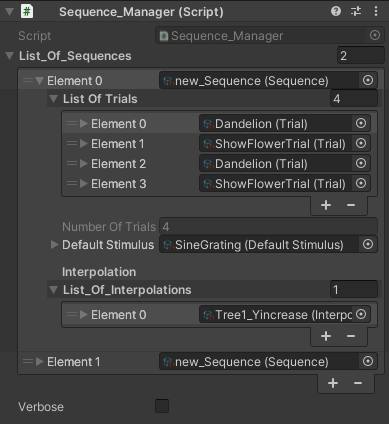 Sequence_Manager (Script)
Script Sequence_Manager
List_Of_Sequences 2
Element 0 new_Sequence (Sequence)
List Of Trials 4
Element 0 Dandelion (Trial)
Element 1 ShowFlowerTrial (Trial)
Element 2 Dandelion (Trial)
Element 3 ShowFlowerTrial (Trial)
Number Of Trials 4
Default Stimulus SineGrating (Default Stimulus)
Interpolation
List_Of_Interpolations 1
Element 0 Tree1_Yincrease (Interpo
Element 1 new_Sequence (Sequence)
Verbose